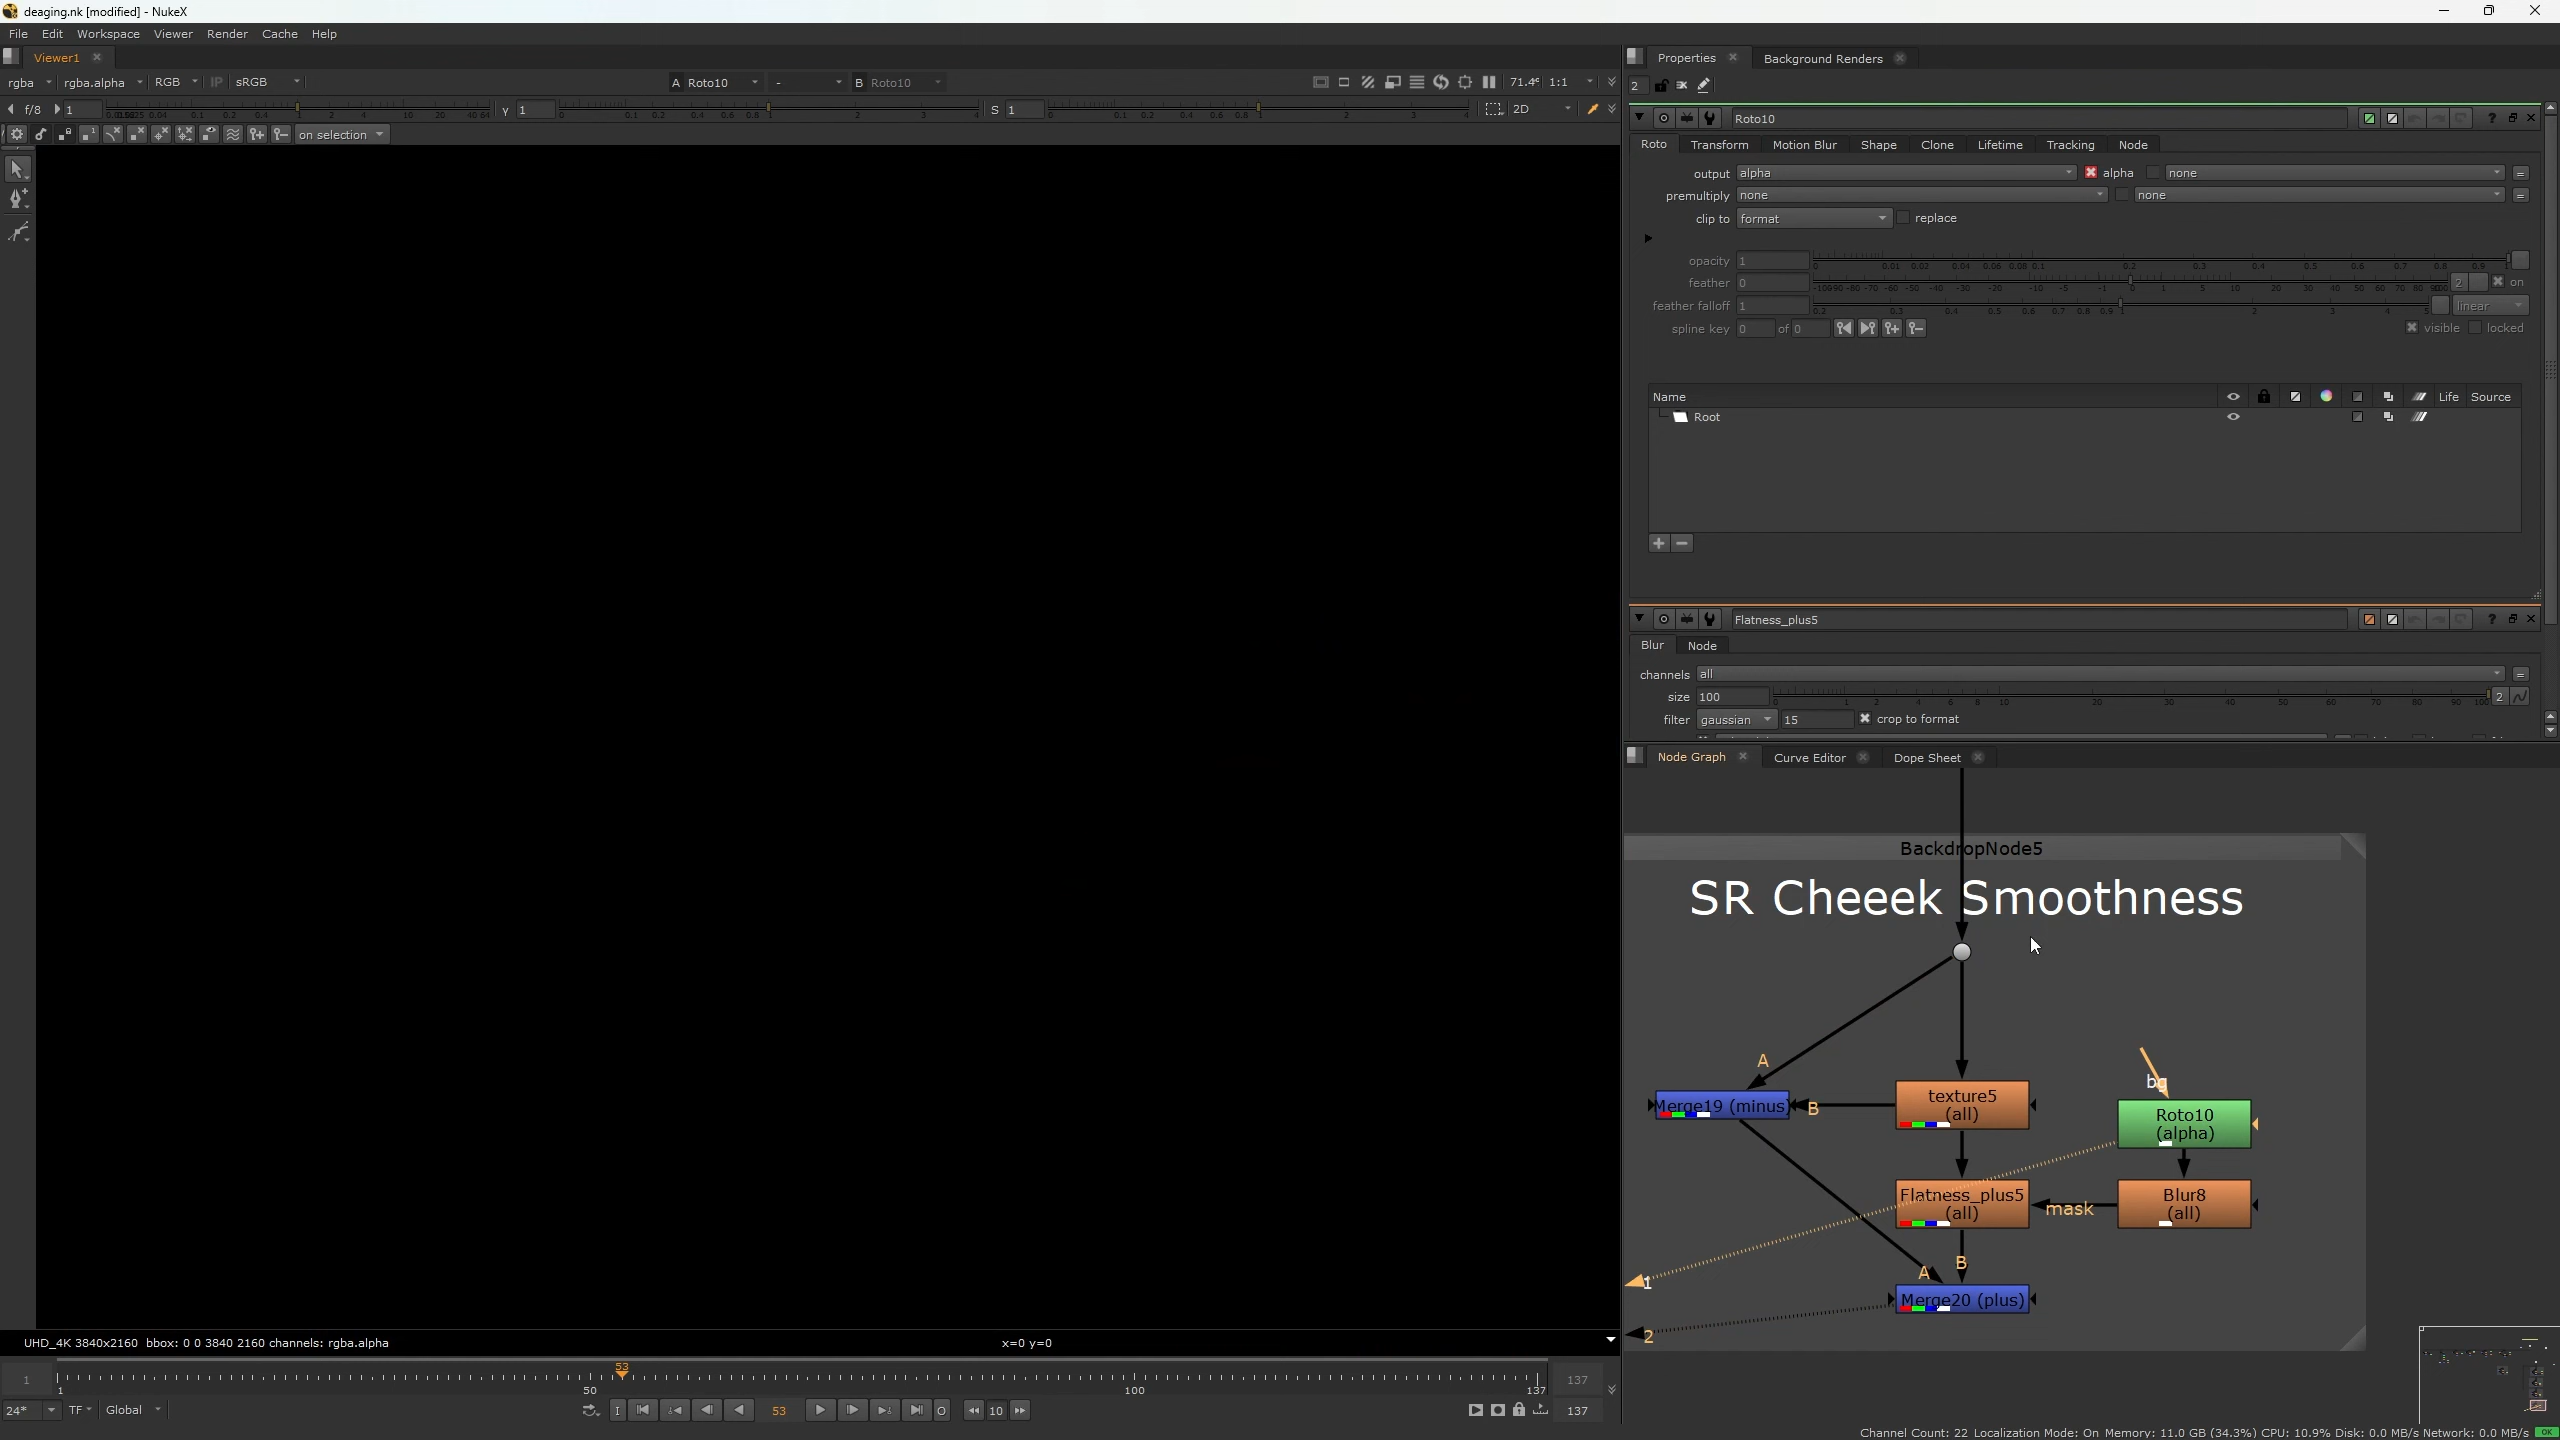 deaging.nk [modified] - NukeX
File Edit Workspace Viewer Render Cache Help
Viewer1
rgba rgba.alpha RGB IP sRGB A Roto10 - B Roto10 1:1
f/8 1 γ 1 S 1 2D
on selection
UHD_4K 3840x2160 bbox: 0 0 3840 2160 channels: rgba.alpha x=0 y=0
53
1 137
1 50 100 137
24* TF Global I 53 O 10 137
Properties Background Renders
2
Roto10
Roto Transform Motion Blur Shape Clone Lifetime Tracking Node
output alpha alpha none =
premultiply none none =
clip to format replace
opacity 1
feather 0 2 on
feather falloff 1 linear
spline key 0 of 0 visible locked
Name Life Source
Root
Flatness_plus5
Blur Node
channels all =
size 100 2
filter gaussian 15 crop to format
Node Graph Curve Editor Dope Sheet
BackdropNode5
SR Cheeek Smoothness
A
bg
Merge19 (minus)
B
texture5
(all)
Roto10
(alpha)
Flatness_plus5
(all)
mask
Blur8
(all)
A
B
1
Merge20 (plus)
2
Channel Count: 22 Localization Mode: On Memory: 11.0 GB (34.3%) CPU: 10.9% Disk: 0.0 MB/s Network: 0.0 MB/s OK